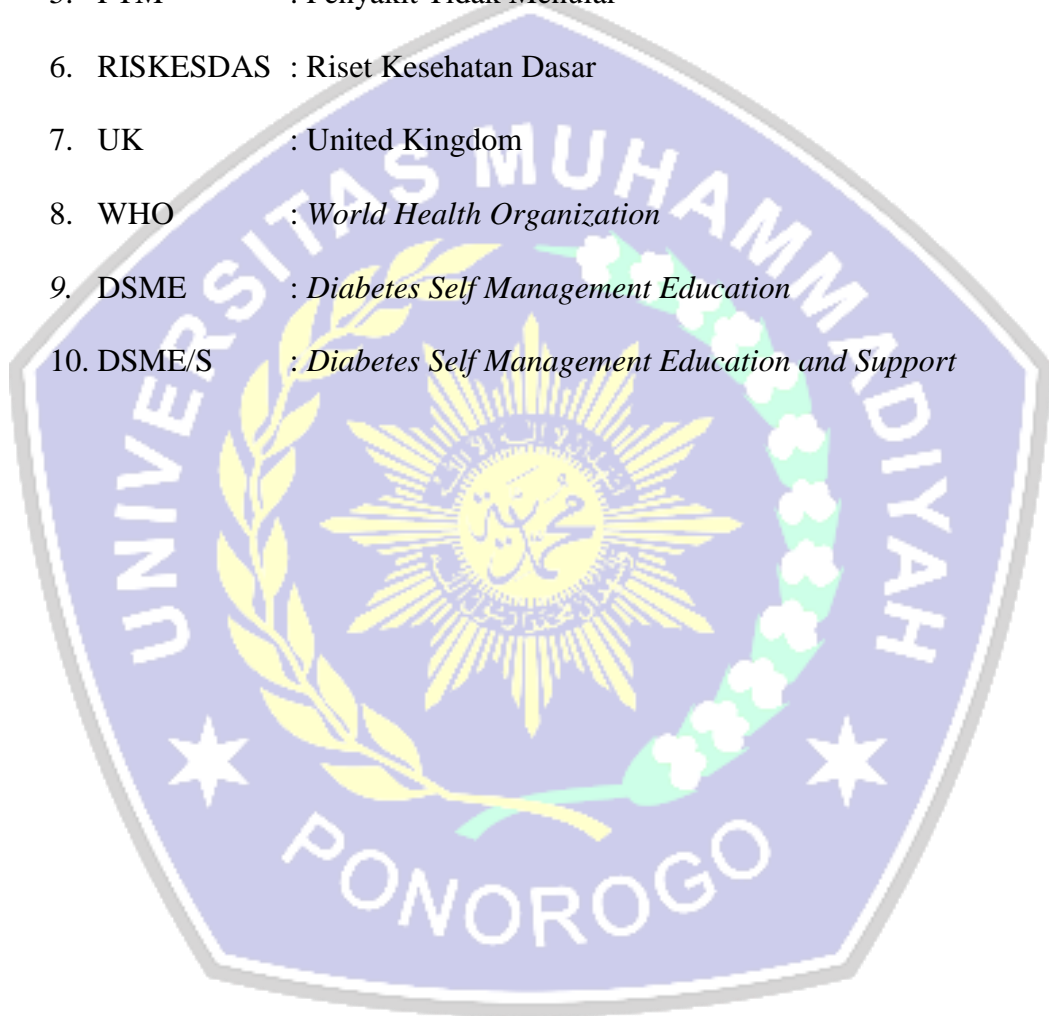 6. RISKESDAS : Riset Kesehatan Dasar
7. UK : United Kingdom
8. WHO : World Health Organization
9. DSME : Diabetes Self Management Education
10. DSME/S : Diabetes Self Management Education and Support
UNIVERSITAS MUHAMMADIYAH
محمدية
PONOROGO